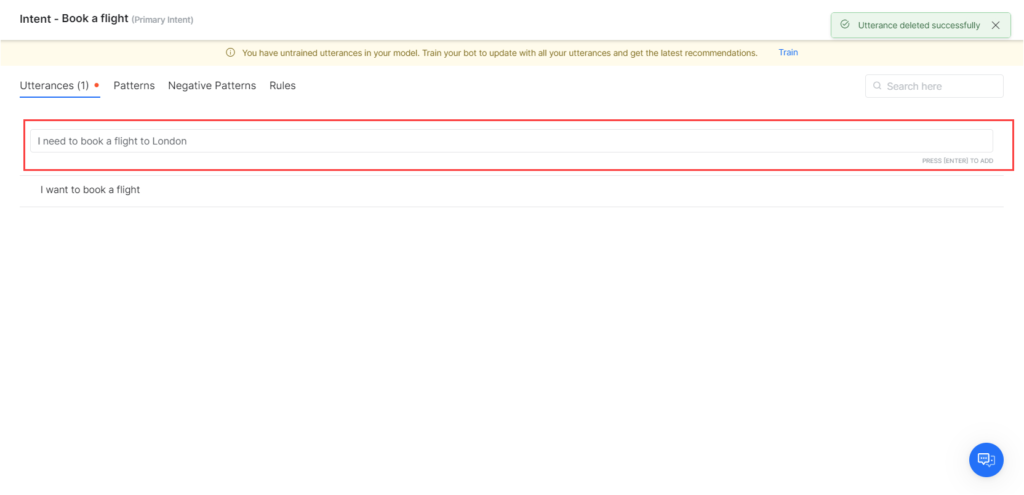 Intent - Book a flight (Primary Intent)
Utterance deleted successfully
You have untrained utterances in your model. Train your bot to update with all your utterances and get the latest recommendations. Train
Utterances (1) Patterns Negative Patterns Rules
Search here
I need to book a flight to London
PRESS [ENTER] TO ADD
I want to book a flight